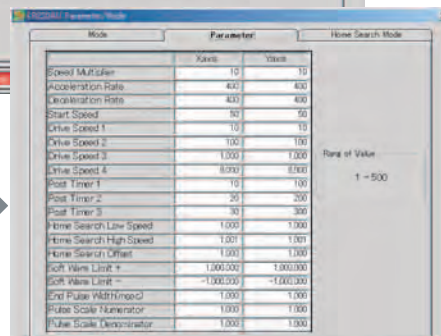 Parameter/Mode
Mode Parameter Home Search Mode
Xaxis Yaxis
Speed Multiplier 10 10
Acceleration Rate 400 400
Deceleration Rate 400 400
Start Speed 50 50
Drive Speed 1 10 10
Drive Speed 2 100 100
Drive Speed 3 1,000 1,000
Drive Speed 4 8,000 8,000
Post Timer 1 10 100
Post Timer 2 20 200
Post Timer 3 30 300
Home Search Low Speed 1,000 1,000
Home Search High Speed 1,001 1,001
Home Search Offset 1,000 1,000
Soft Ware Limit + 1,000,000 1,000,000
Soft Ware Limit − -1,000,000 -1,000,000
End Pulse Width(msec) 1,000 1,000
Pulse Scale Numerator 1,000 1,000
Pulse Scale Denominator 1,000 1,000
Rang of Value
1 ~ 500